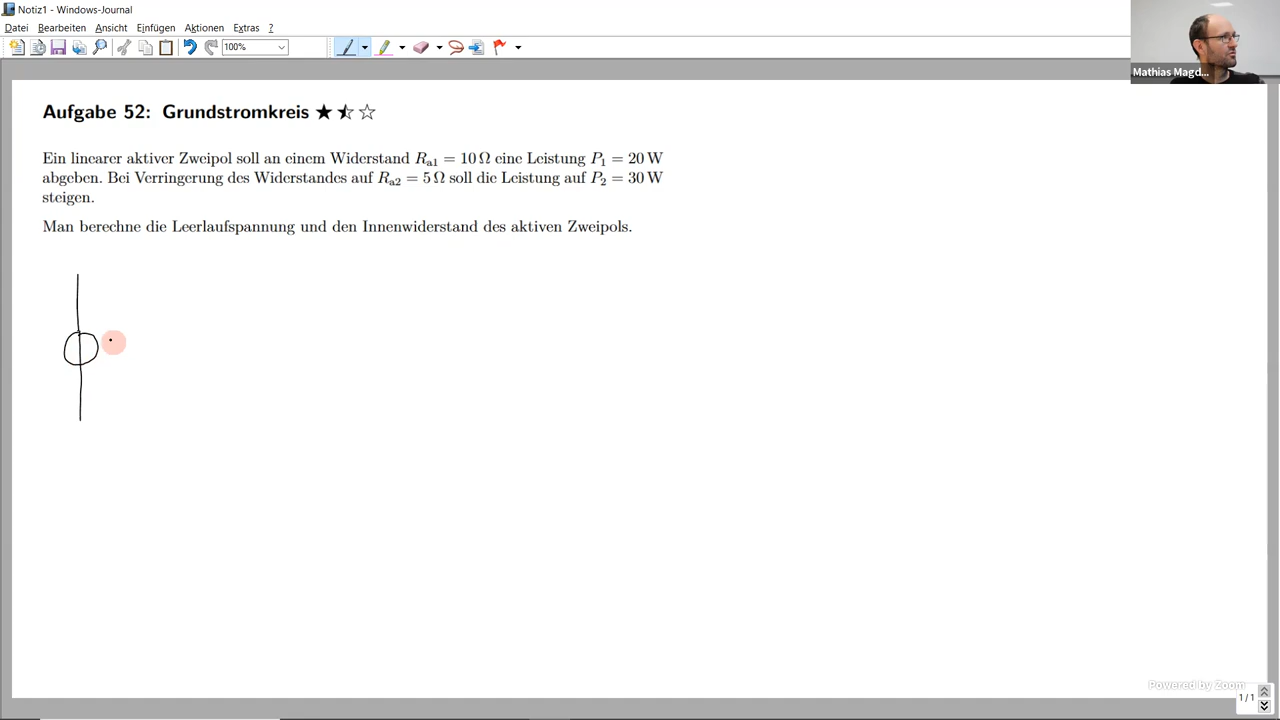 Notiz1 - Windows-Journal
Datei Bearbeiten Ansicht Einfügen Aktionen Extras ?
100%
Mathias Magd...
Aufgabe 52: Grundstromkreis
Ein linearer aktiver Zweipol soll an einem Widerstand Ra1 = 10 Ω eine Leistung P1 = 20 W
abgeben. Bei Verringerung des Widerstandes auf Ra2 = 5 Ω soll die Leistung auf P2 = 30 W
steigen.
Man berechne die Leerlaufspannung und den Innenwiderstand des aktiven Zweipols.
Powered by Zoom
1/1